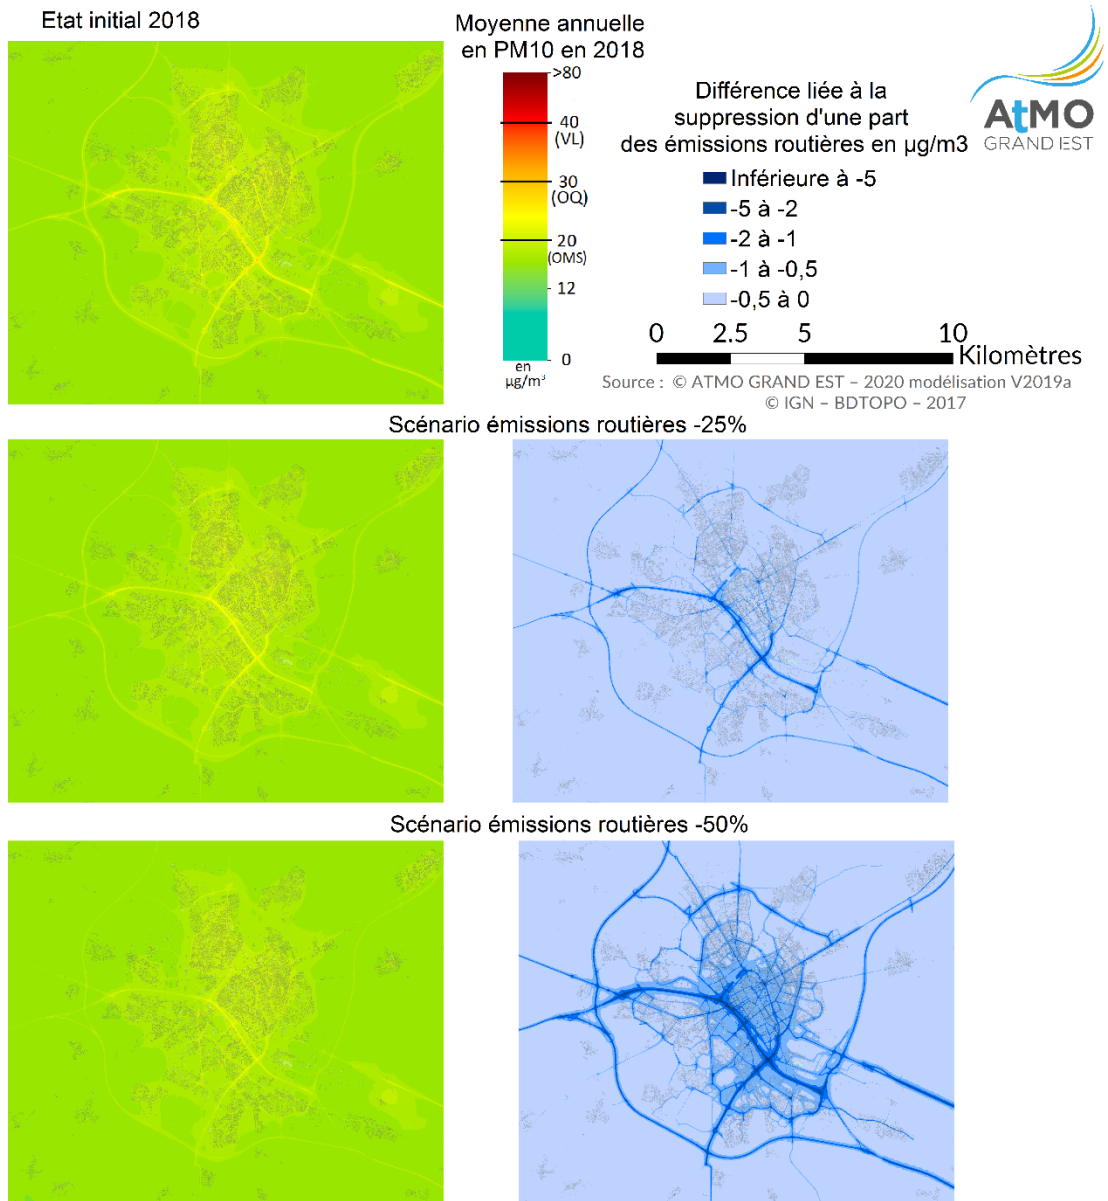 Etat initial 2018
Moyenne annuelle
en PM10 en 2018
>80
40
(VL)
30
(OQ)
20
(OMS)
12
0
en
µg/m³
Différence liée à la
suppression d'une part
des émissions routières en µg/m3
Inférieure à -5
-5 à -2
-2 à -1
-1 à -0,5
-0,5 à 0
0 2.5 5 10
Kilomètres
AtMO
GRAND EST
Source : © ATMO GRAND EST – 2020 modélisation V2019a
© IGN – BDTOPO – 2017
Scénario émissions routières -25%
Scénario émissions routières -50%